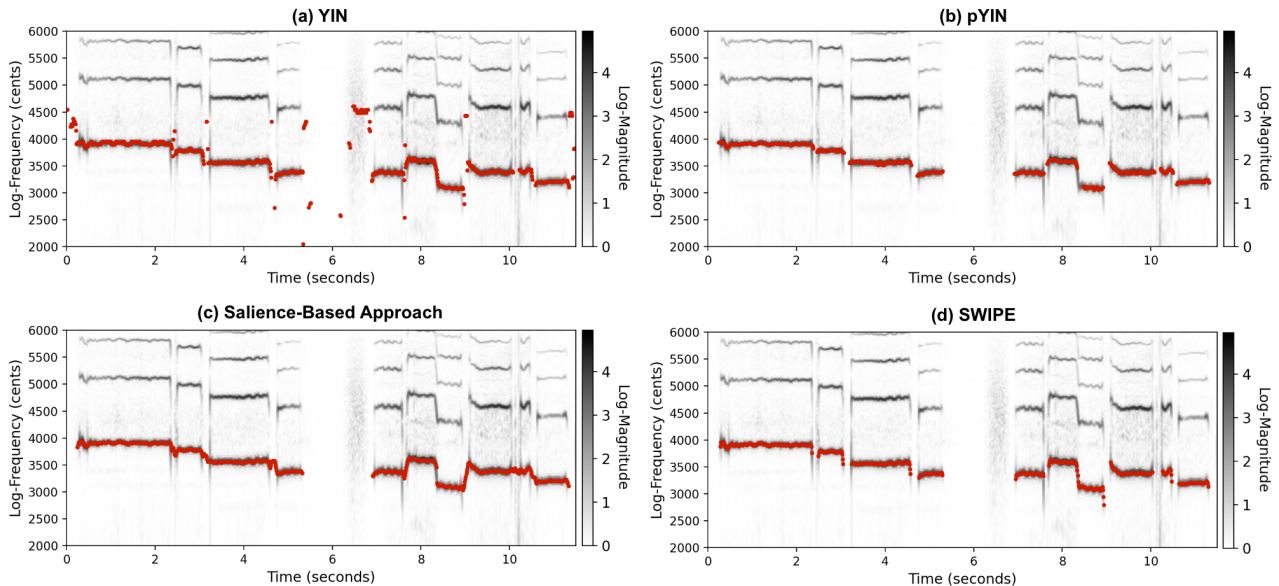 (a) YIN
(b) pYIN
6000
5500
5000
4500
4000
3500
3000
2500
2000
Log-Frequency (cents)
0 2 4 6 8 10
Time (seconds)
4
3
2
1
0
Log-Magnitude
6000
5500
5000
4500
4000
3500
3000
2500
2000
Log-Frequency (cents)
0 2 4 6 8 10
Time (seconds)
4
3
2
1
0
Log-Magnitude
(c) Salience-Based Approach
(d) SWIPE
6000
5500
5000
4500
4000
3500
3000
2500
2000
Log-Frequency (cents)
0 2 4 6 8 10
Time (seconds)
4
3
2
1
0
Log-Magnitude
6000
5500
5000
4500
4000
3500
3000
2500
2000
Log-Frequency (cents)
0 2 4 6 8 10
Time (seconds)
4
3
2
1
0
Log-Magnitude